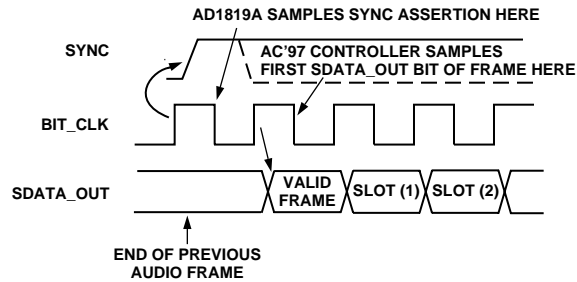 AD1819A SAMPLES SYNC ASSERTION HERE
SYNC
AC'97 CONTROLLER SAMPLES
FIRST SDATA_OUT BIT OF FRAME HERE
BIT_CLK
SDATA_OUT
VALID
FRAME
SLOT (1)
SLOT (2)
END OF PREVIOUS
AUDIO FRAME